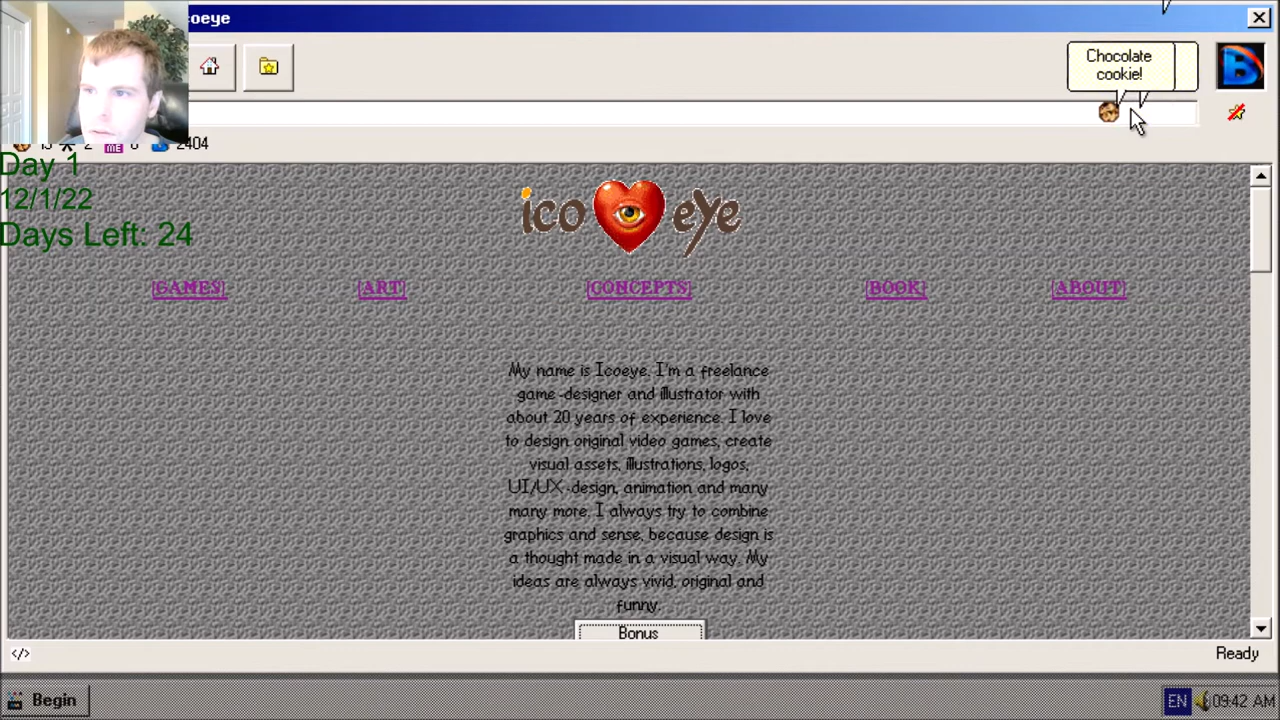 coeye
Chocolate
cookie!
2404
Day 1
12/1/22
Days Left: 24
ico eye
[GAMES] [ART] [CONCEPTS] [BOOK] [ABOUT]
My name is Icoeye. I'm a freelance
game-designer and illustrator with
about 20 years of experience. I love
to design original video games, create
visual assets, illustrations, logos,
UI/UX-design, animation and many
many more. I always try to combine
graphics and sense, because design is
a thought made in a visual way. My
ideas are always vivid, original and
funny.
Bonus
</> Ready
Begin EN 09:42 AM